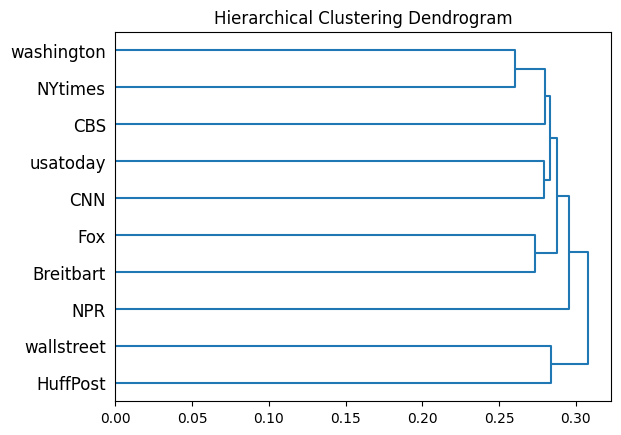 Hierarchical Clustering Dendrogram
washington
NYtimes
CBS
usatoday
CNN
Fox
Breitbart
NPR
wallstreet
HuffPost
0.00 0.05 0.10 0.15 0.20 0.25 0.30